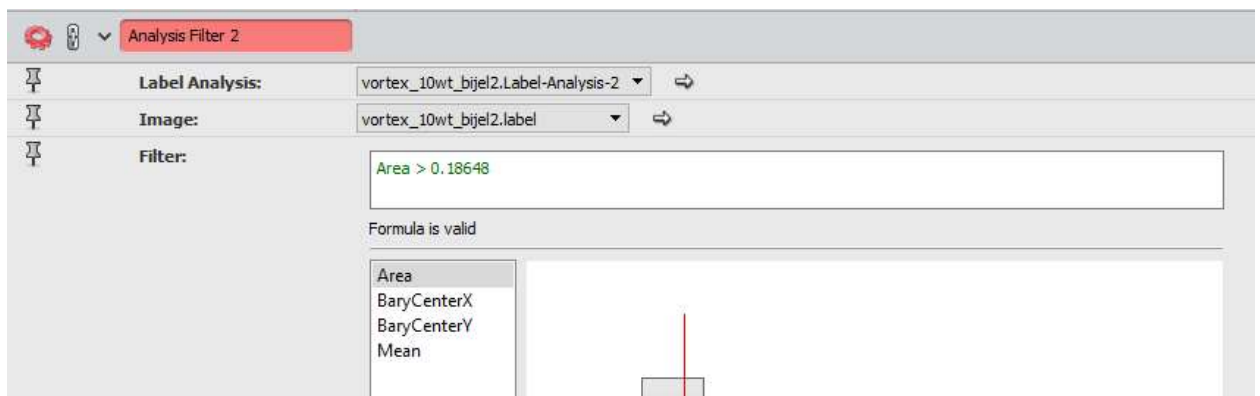 Analysis Filter 2
Label Analysis: vortex_10wt_bijel2.Label-Analysis-2
Image: vortex_10wt_bijel2.label
Filter: Area > 0.18648
Formula is valid
Area
BaryCenterX
BaryCenterY
Mean